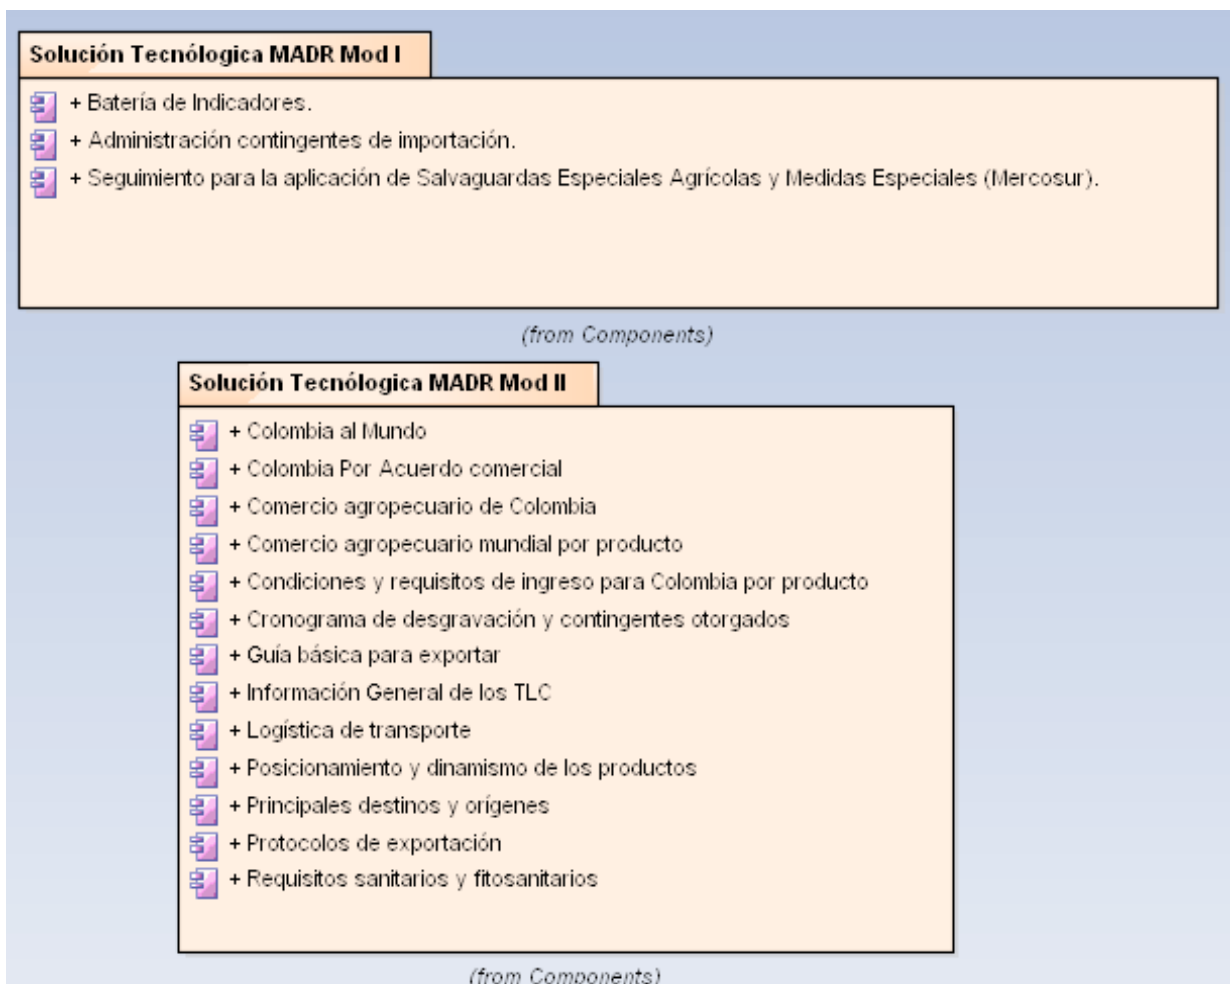 Solución Tecnólogica MADR Mod I
+ Batería de Indicadores.
+ Administración contingentes de importación.
+ Seguimiento para la aplicación de Salvaguardas Especiales Agrícolas y Medidas Especiales (Mercosur).
(from Components)
Solución Tecnólogica MADR Mod II
+ Colombia al Mundo
+ Colombia Por Acuerdo comercial
+ Comercio agropecuario de Colombia
+ Comercio agropecuario mundial por producto
+ Condiciones y requisitos de ingreso para Colombia por producto
+ Cronograma de desgravación y contingentes otorgados
+ Guía básica para exportar
+ Información General de los TLC
+ Logística de transporte
+ Posicionamiento y dinamismo de los productos
+ Principales destinos y orígenes
+ Protocolos de exportación
+ Requisitos sanitarios y fitosanitarios
(from Components)